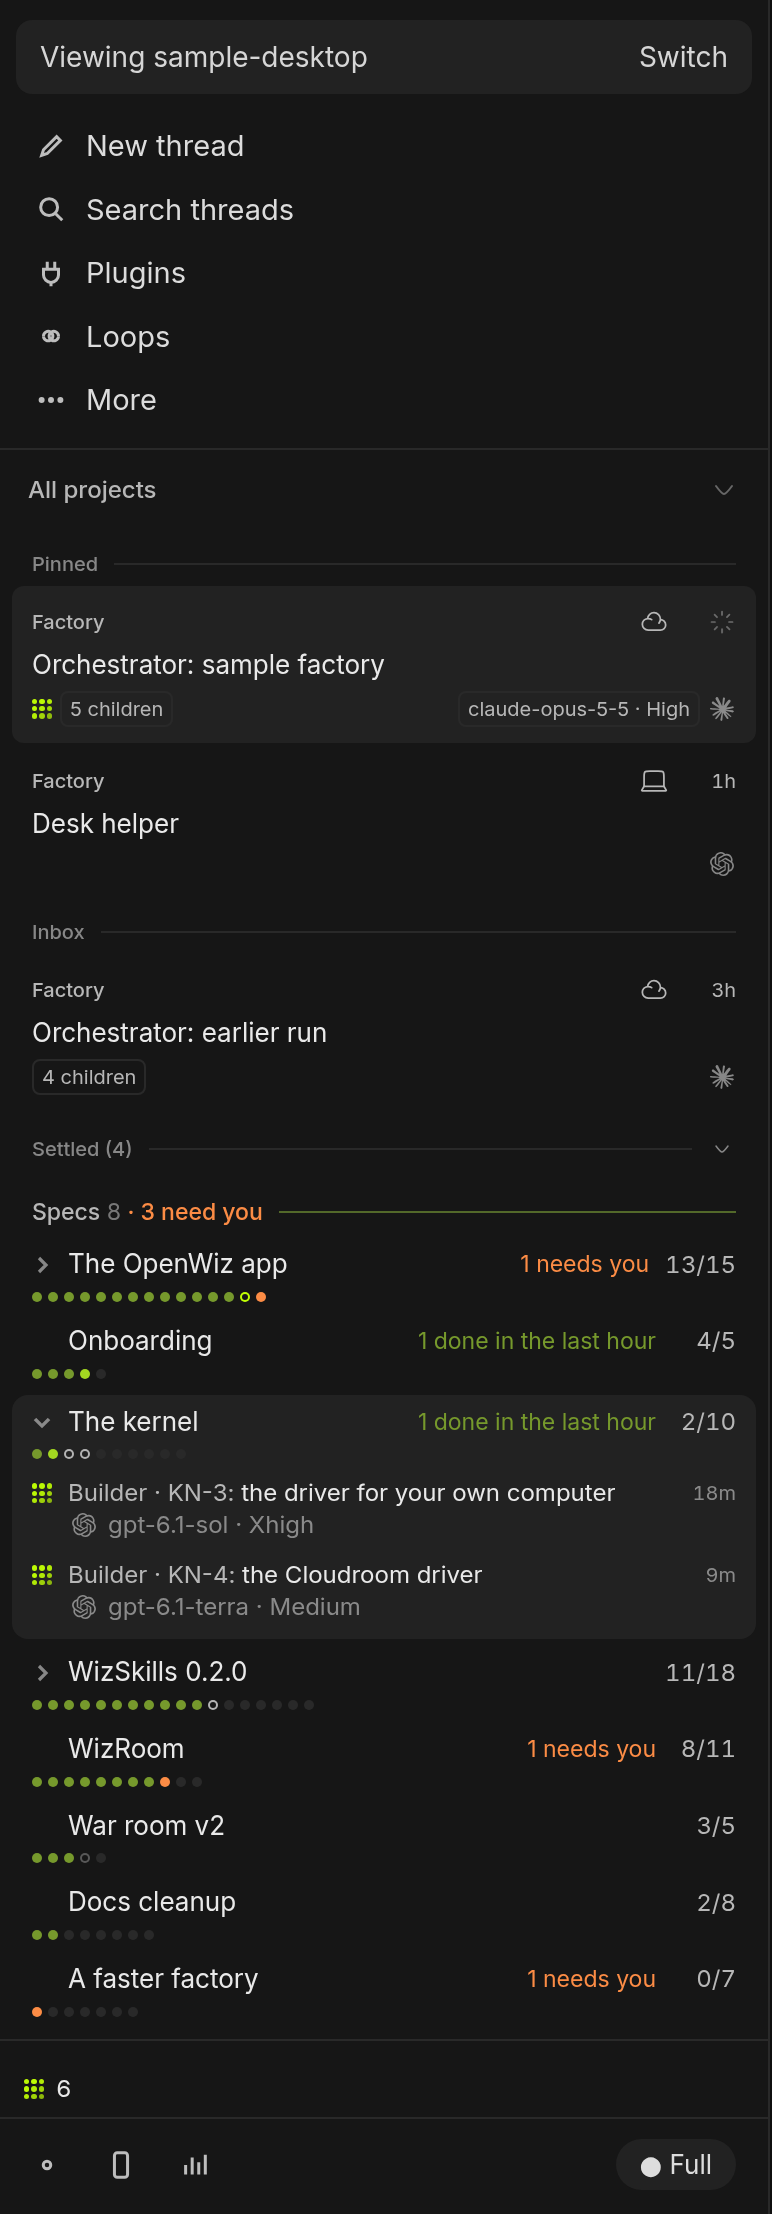 Viewing sample-desktop Switch
New thread
Search threads
Plugins
Loops
More
All projects
Pinned
Factory
Orchestrator: sample factory
5 children claude-opus-5-5 · High
Factory 1h
Desk helper
Inbox
Factory 3h
Orchestrator: earlier run
4 children
Settled (4)
Specs 8 · 3 need you
The OpenWiz app 1 needs you 13/15
Onboarding 1 done in the last hour 4/5
The kernel 1 done in the last hour 2/10
Builder · KN-3: the driver for your own computer 18m
gpt-6.1-sol · Xhigh
Builder · KN-4: the Cloudroom driver 9m
gpt-6.1-terra · Medium
WizSkills 0.2.0 11/18
WizRoom 1 needs you 8/11
War room v2 3/5
Docs cleanup 2/8
A faster factory 1 needs you 0/7
6
Full